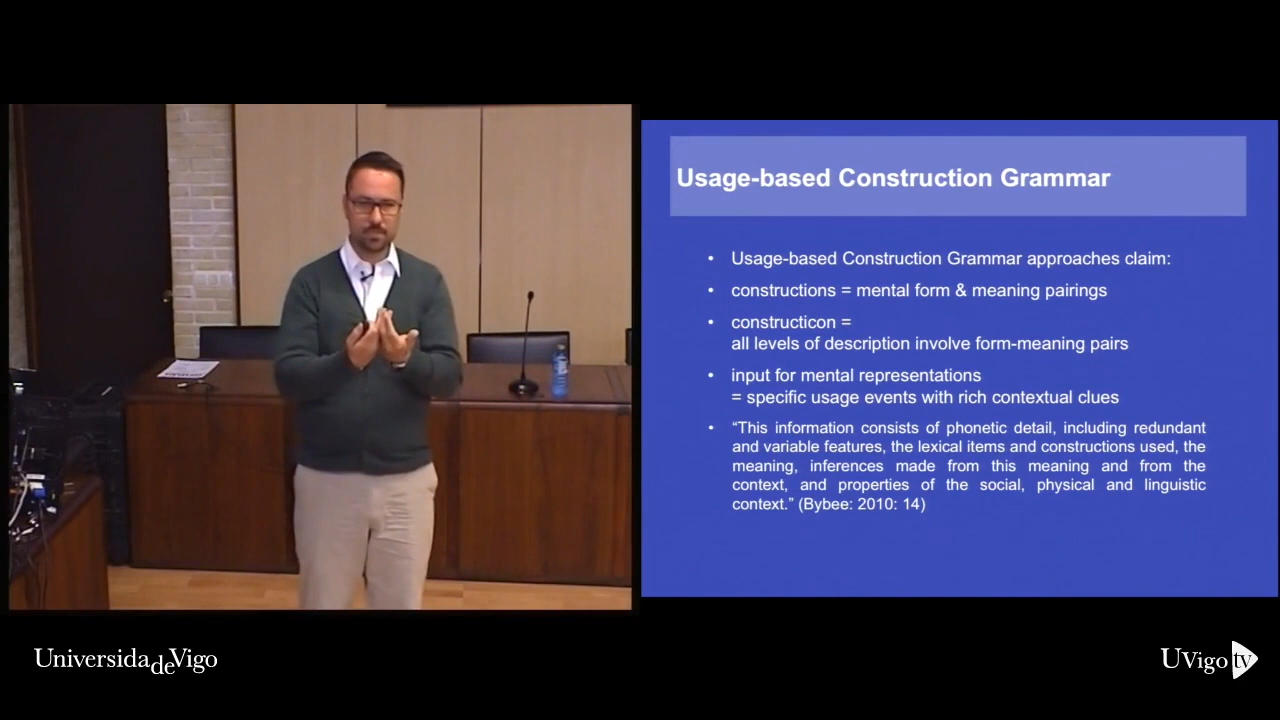 Usage-based Construction Grammar
• Usage-based Construction Grammar approaches claim:
• constructions = mental form & meaning pairings
• constructicon =
all levels of description involve form-meaning pairs
• input for mental representations
= specific usage events with rich contextual clues
• “This information consists of phonetic detail, including redundant
and variable features, the lexical items and constructions used, the
meaning, inferences made from this meaning and from the
context, and properties of the social, physical and linguistic
context.” (Bybee: 2010: 14)
UniversidadeVigo
UVigo tv